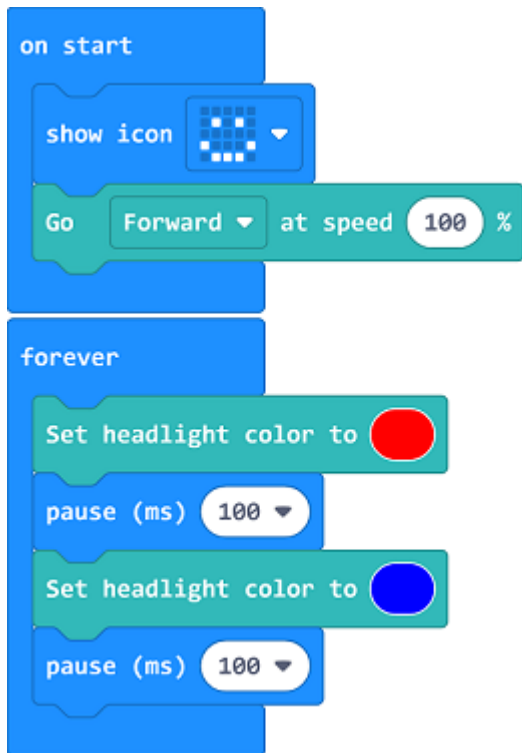 on start
show icon
Go Forward at speed 100 %
forever
Set headlight color to
pause (ms) 100
Set headlight color to
pause (ms) 100